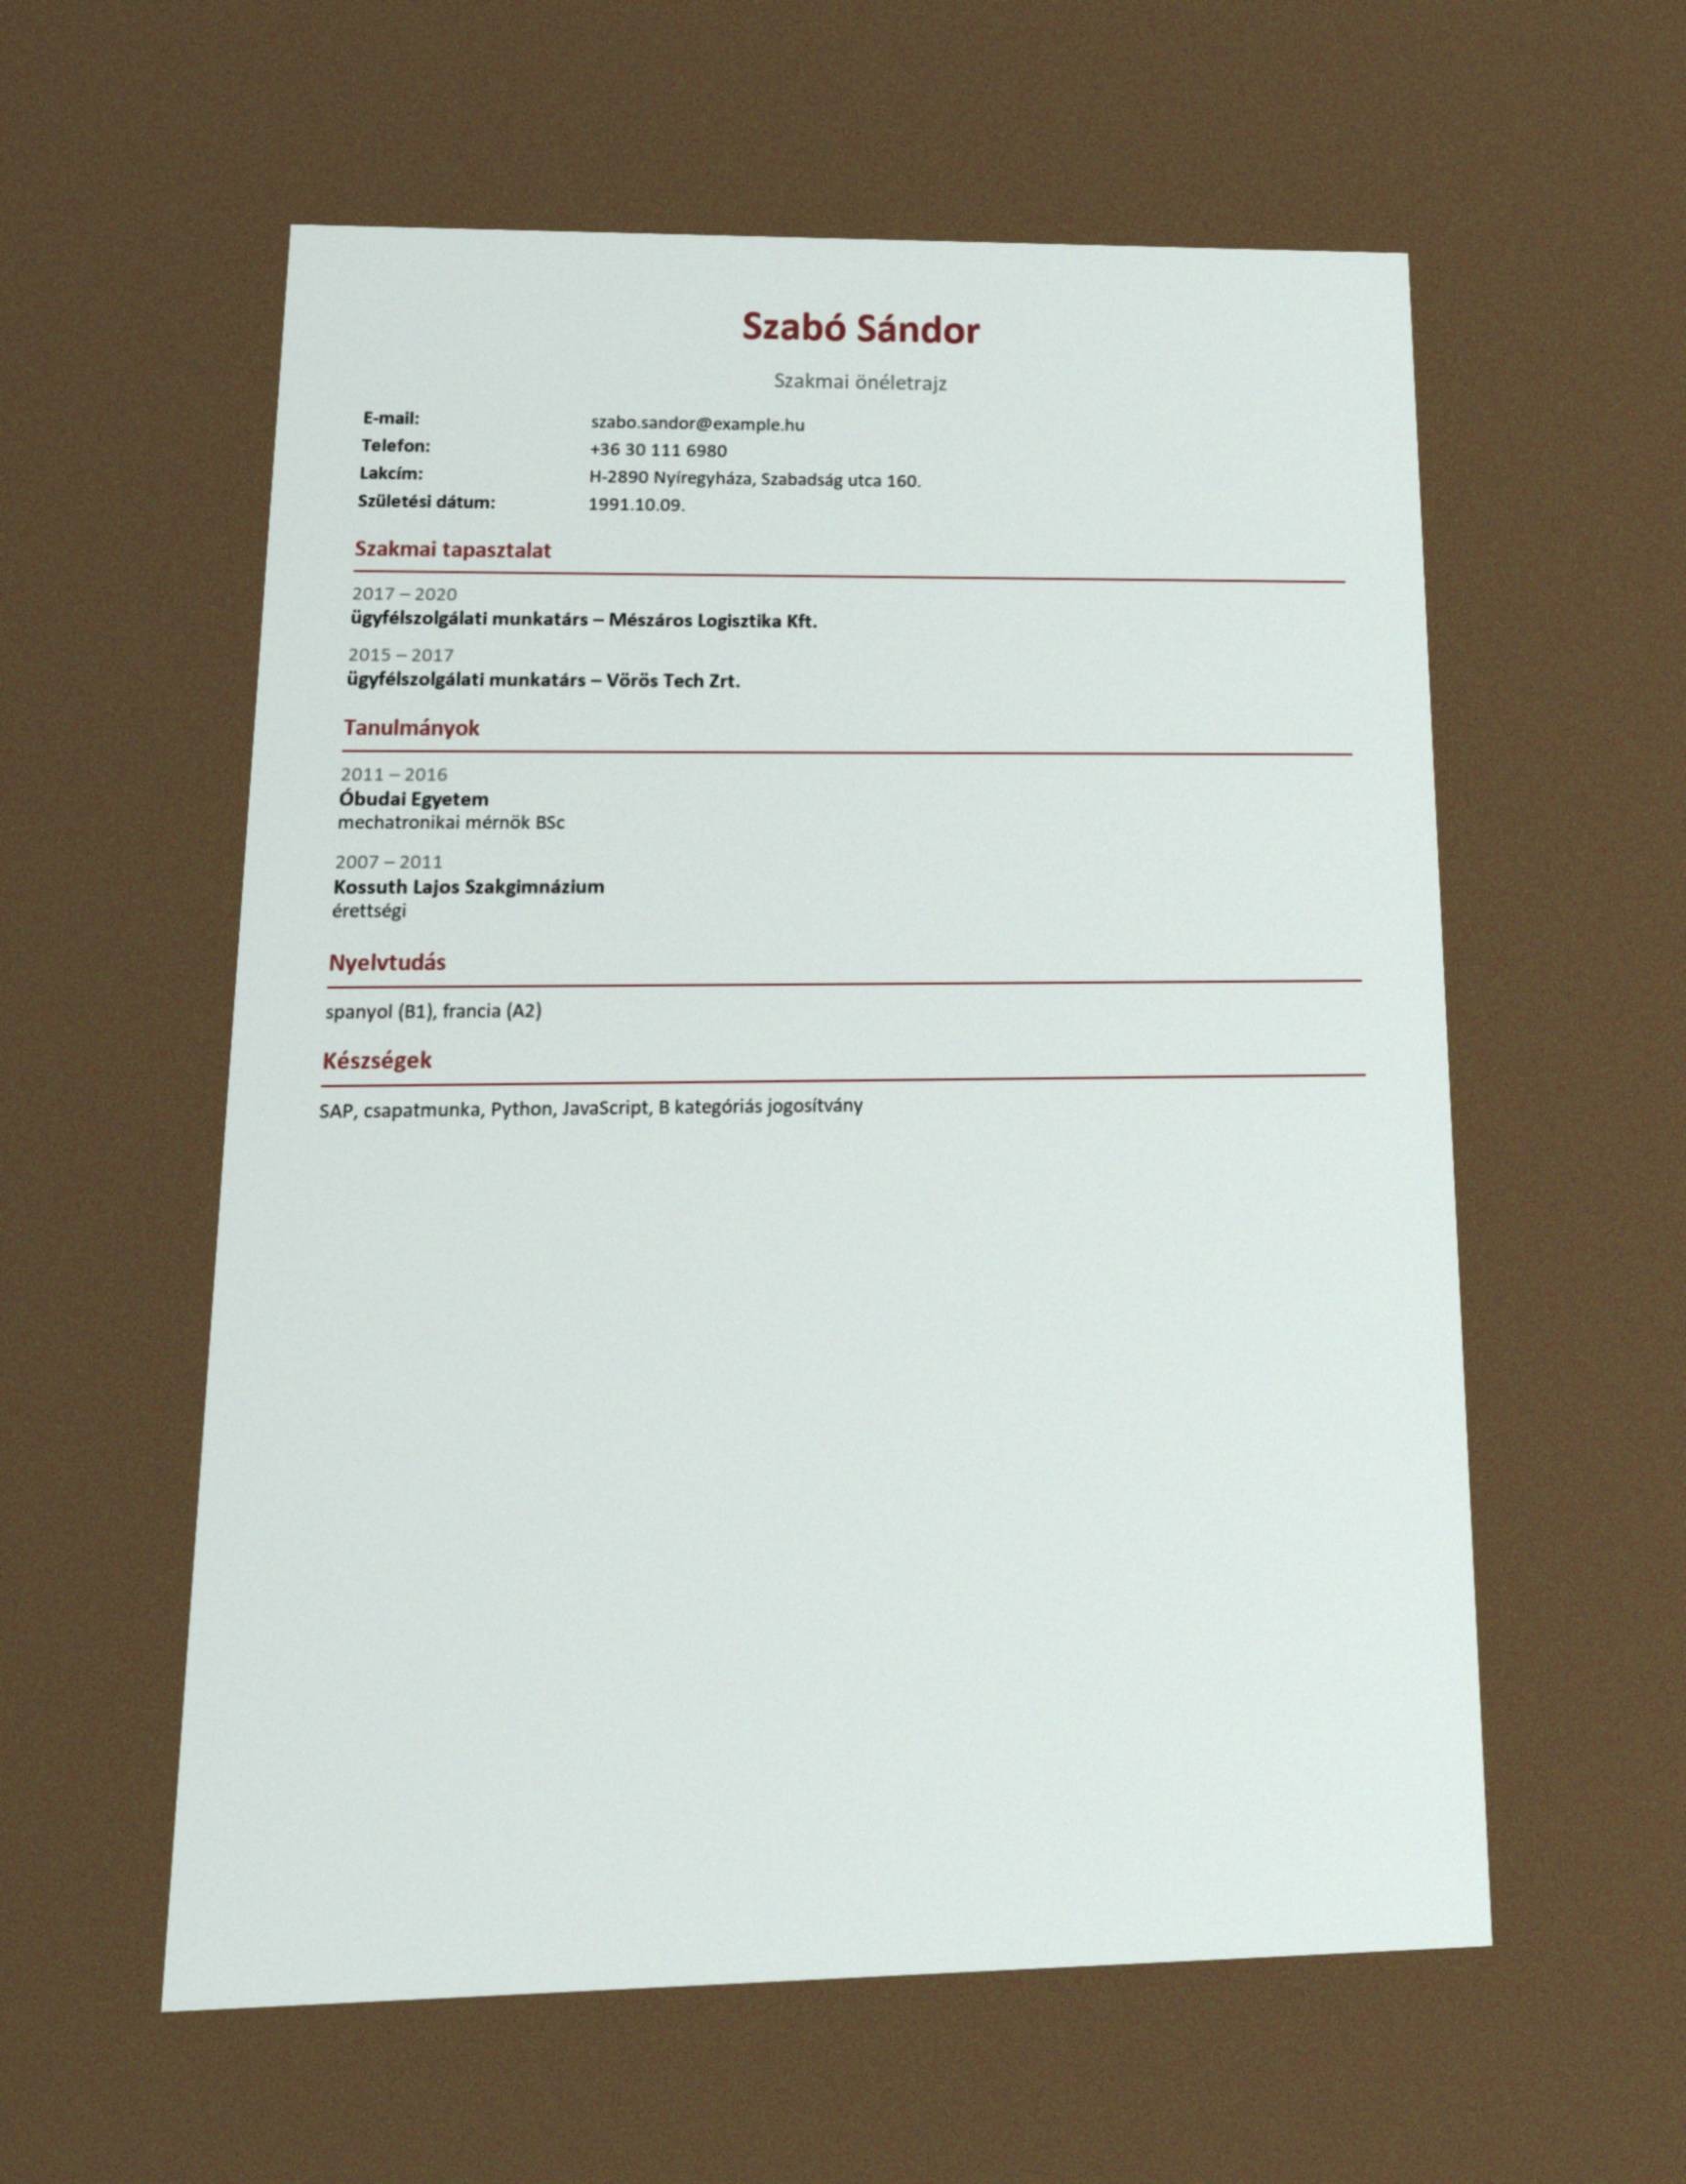 Szabó Sándor
Szakmai önéletrajz
E-mail: szabo.sandor@example.hu
Telefon: +36 30 111 6980
Lakcím: H-2890 Nyíregyháza, Szabadság utca 160.
Születési dátum: 1991.10.09.
Szakmai tapasztalat
2017 – 2020
ügyfélszolgálati munkatárs – Mészáros Logisztika Kft.
2015 – 2017
ügyfélszolgálati munkatárs – Vörös Tech Zrt.
Tanulmányok
2011 – 2016
Óbudai Egyetem
mechatronikai mérnök BSc
2007 – 2011
Kossuth Lajos Szakgimnázium
érettségi
Nyelvtudás
spanyol (B1), francia (A2)
Készségek
SAP, csapatmunka, Python, JavaScript, B kategóriás jogosítvány